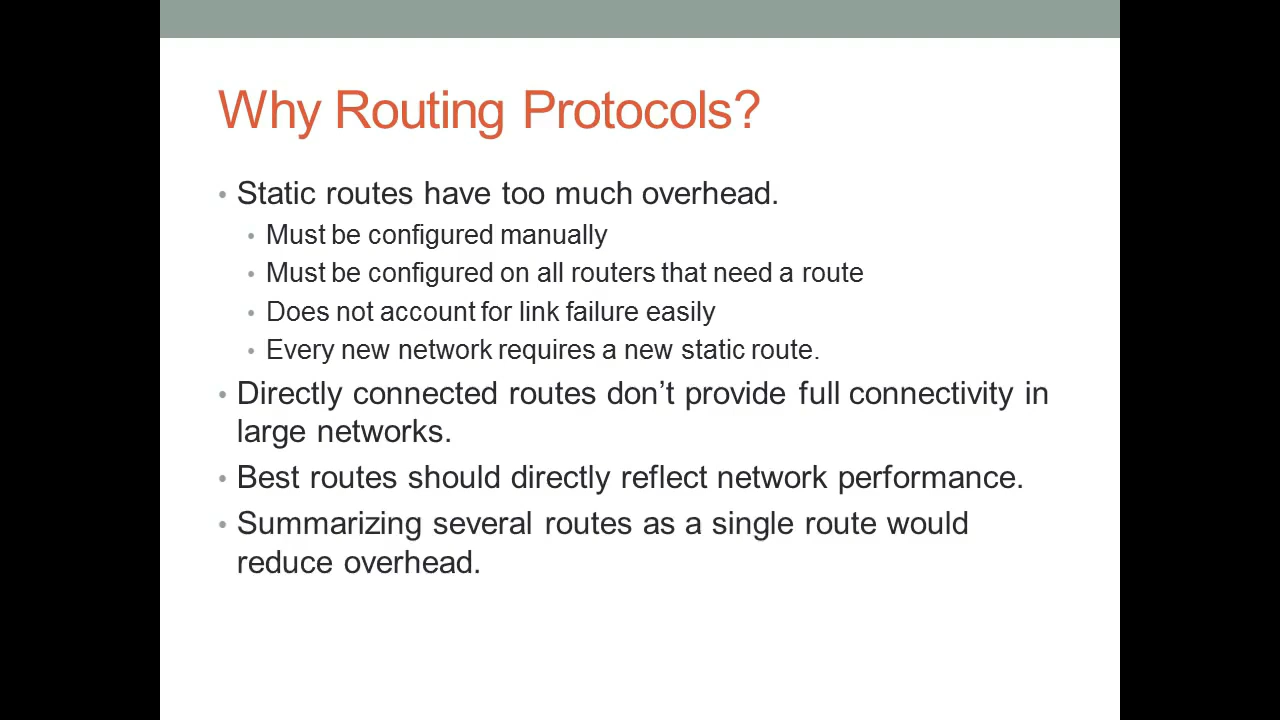 Why Routing Protocols?
• Static routes have too much overhead.
• Must be configured manually
• Must be configured on all routers that need a route
• Does not account for link failure easily
• Every new network requires a new static route.
• Directly connected routes don’t provide full connectivity in
large networks.
• Best routes should directly reflect network performance.
• Summarizing several routes as a single route would
reduce overhead.